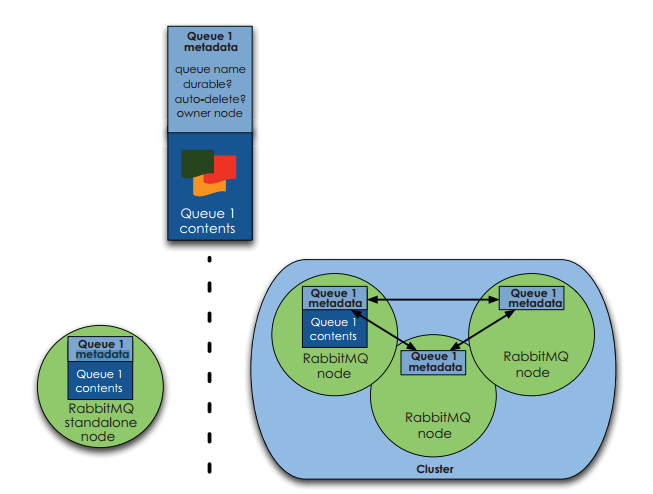 Queue 1
metadata
queue name
durable?
auto-delete?
owner node
Queue 1
contents
Queue 1
metadata
Queue 1
contents
RabbitMQ
standalone
node
Queue 1
metadata
Queue 1
contents
RabbitMQ
node
Queue 1
metadata
RabbitMQ
node
Queue 1
metadata
RabbitMQ
node
Cluster